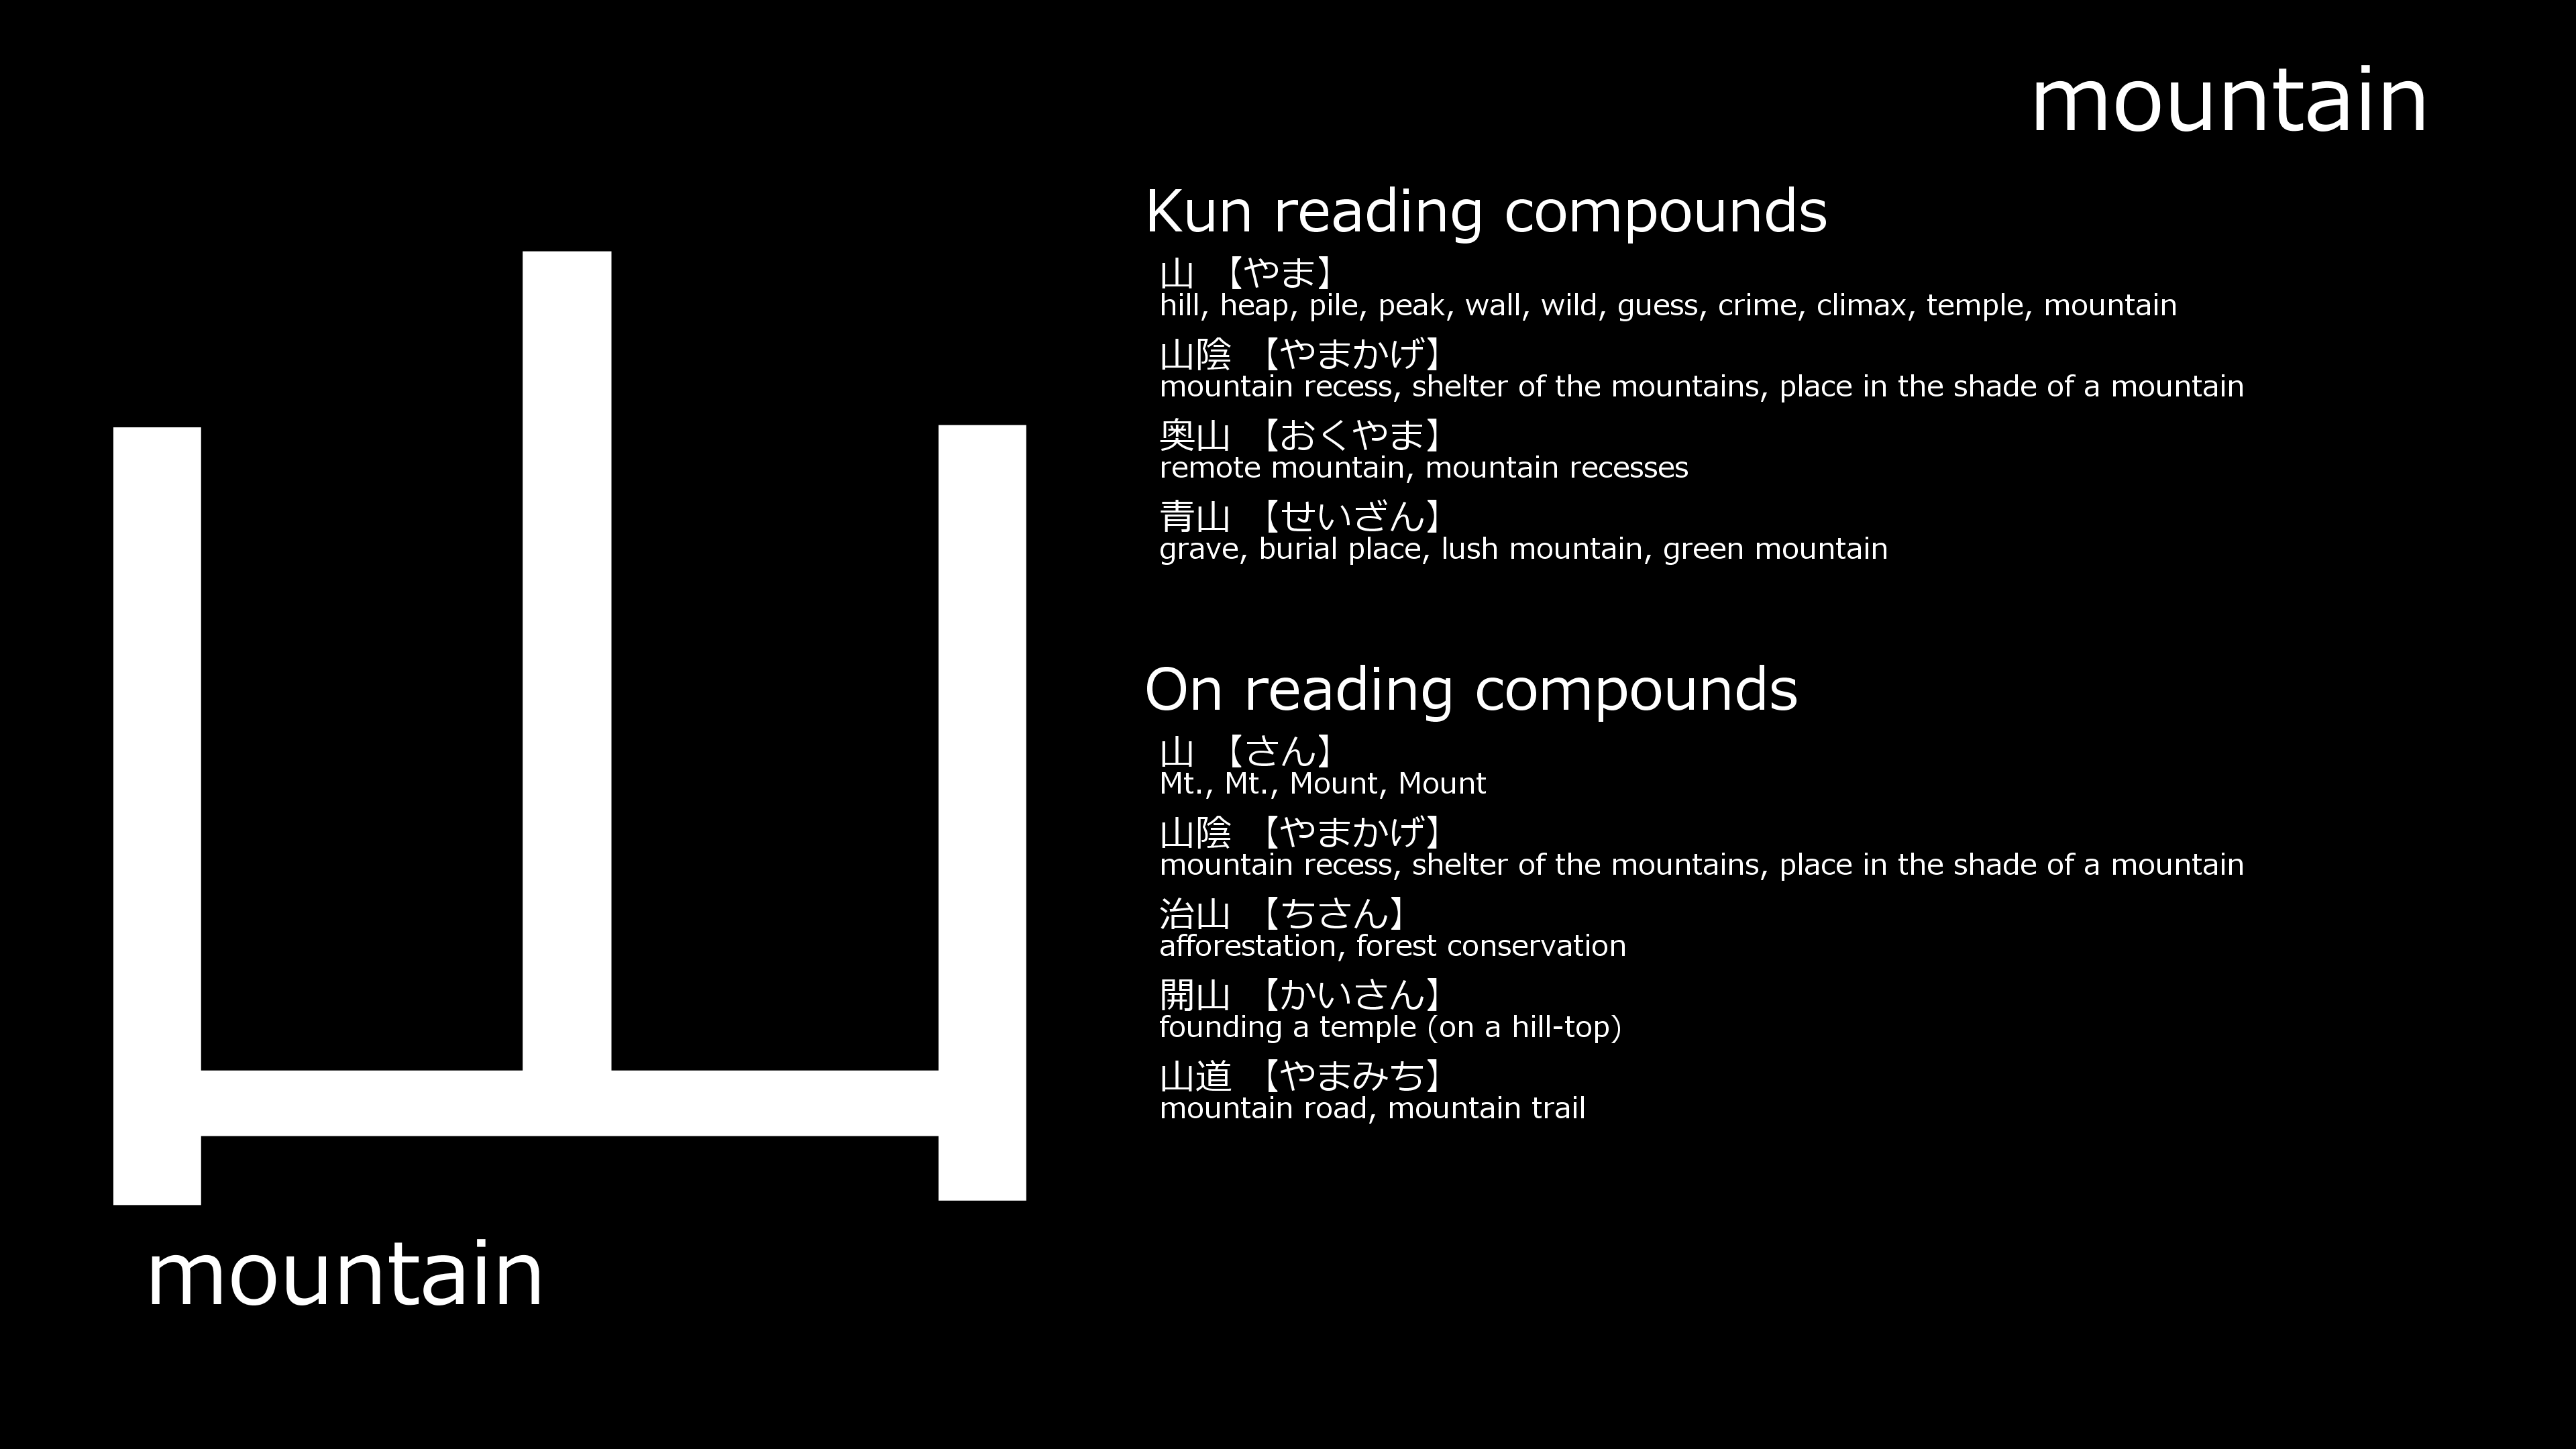 mountain
山
mountain
Kun reading compounds
山 【やま】
hill, heap, pile, peak, wall, wild, guess, crime, climax, temple, mountain
山陰 【やまかげ】
mountain recess, shelter of the mountains, place in the shade of a mountain
奥山 【おくやま】
remote mountain, mountain recesses
青山 【せいざん】
grave, burial place, lush mountain, green mountain
On reading compounds
山 【さん】
Mt., Mt., Mount, Mount
山陰 【やまかげ】
mountain recess, shelter of the mountains, place in the shade of a mountain
治山 【ちさん】
afforestation, forest conservation
開山 【かいさん】
founding a temple (on a hill-top)
山道 【やまみち】
mountain road, mountain trail